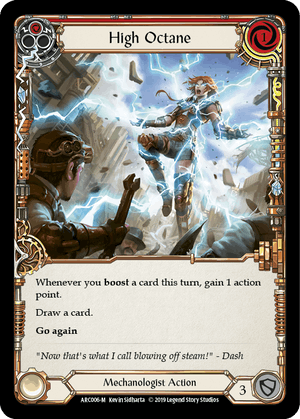 High Octane
1
Whenever you boost a card this turn, gain 1 action
point.
Draw a card.
Go again
"Now that's what I call blowing off steam!" - Dash
Mechanologist Action
3
ARC006-M Kevin Sidharta © 2019 Legend Story Studios